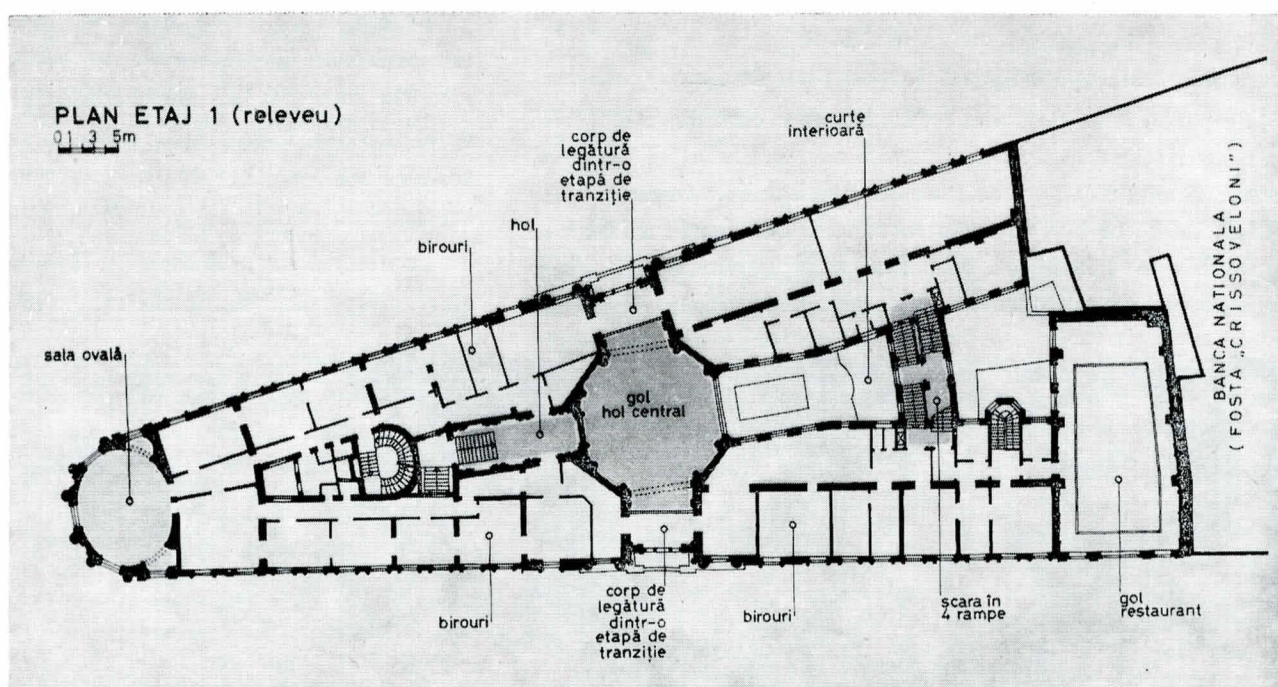 PLAN ETAJ 1 (releveu)
0 1 3 5m
corp de
legătură
dintr-o
etapă de
tranziție
curte
interioară
hol
birouri
sala ovală
gol
hol central
BANCA NATIONALA
(FOSTA „CRISSOVELONI”)
birouri
corp de
legătură
dintr-o
etapă de
tranziție
birouri
scara în
4 rampe
gol
restaurant